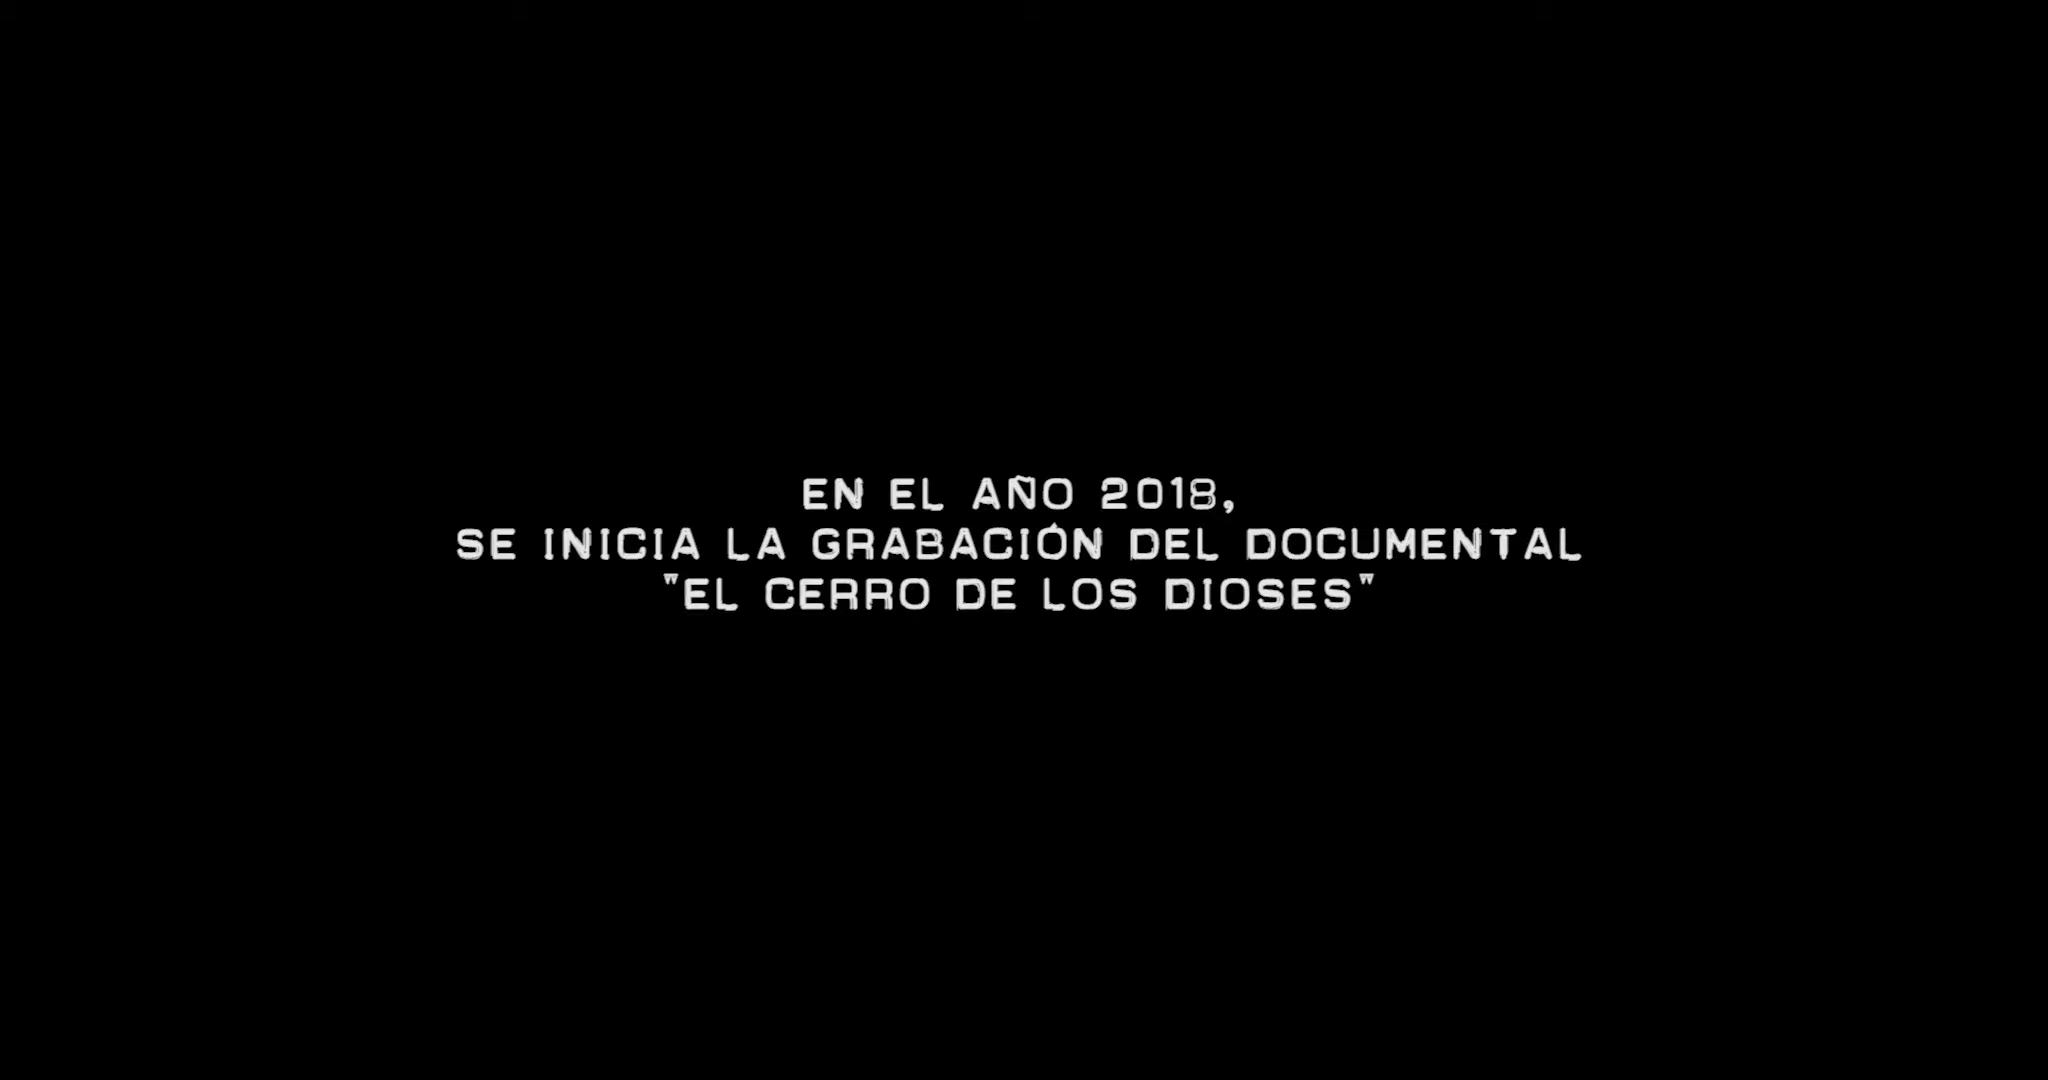 EN EL AÑO 2018,
SE INICIA LA GRABACIÓN DEL DOCUMENTAL
"EL CERRO DE LOS DIOSES"